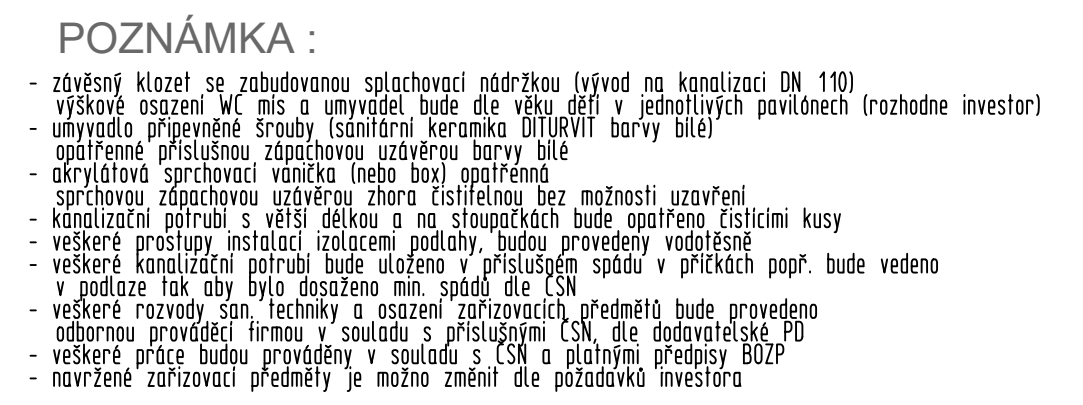 POZNÁMKA :
- závěsný klozet se zabudovanou splachovací nádržkou (vývod na kanalizaci DN 110)
výškové osazení WC mís a umyvadel bude dle věku dětí v jednotlivých pavilónech (rozhodne investor)
- umyvadlo připevněné šrouby (sanitární keramika DITURVIT barvy bílé)
opatřenné příslušnou zápachovou uzávěrou barvy bílé
- akrylátová sprchovací vanička (nebo box) opatřenná
sprchovou zápachovou uzávěrou zhora čistitelnou bez možnosti uzavření
- kanalizační potrubí s větší délkou a na stoupačkách bude opatřeno čistícími kusy
- veškeré prostupy instalací izolacemi podlahy, budou provedeny vodotěsně
- veškeré kanalizační potrubí bude uloženo v příslušném spádu v příčkách popř. bude vedeno
v podlaze tak aby bylo dosaženo min. spádů dle ČSN
- veškeré rozvody san. techniky a osazení zařizovacích předmětů bude provedeno
odbornou prováděcí firmou v souladu s příslušnými ČSN, dle dodavatelské PD
- veškeré práce budou prováděny v souladu s ČSN a platnými předpisy BOZP
- navržené zařizovací předměty je možno změnit dle požadavků investora